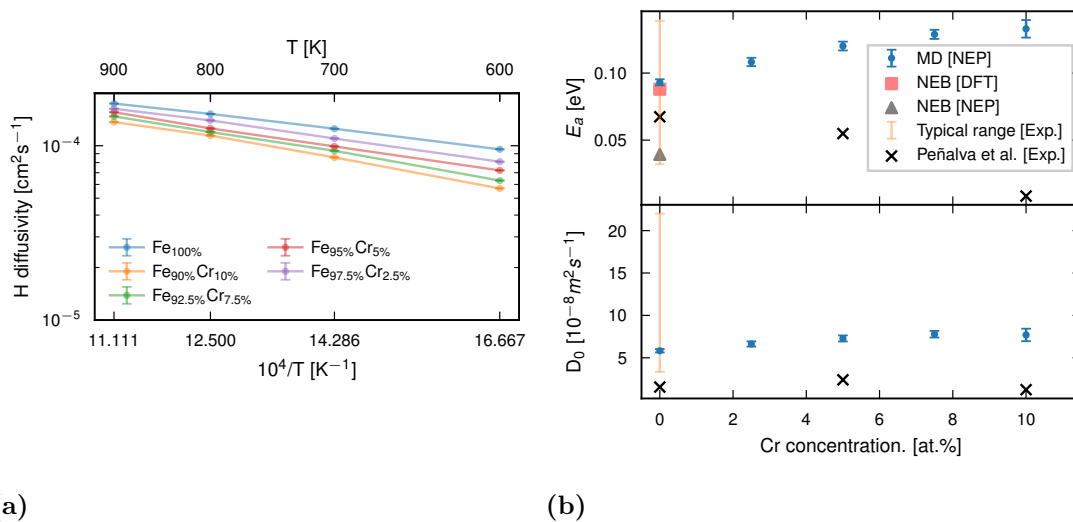 T [K]
900 800 700 600
H diffusivity [cm²s⁻¹]
10⁻⁴
10⁻⁵
Fe₁₀₀%
Fe₉₀%Cr₁₀%
Fe₉₂.₅%Cr₇.₅%
Fe₉₅%Cr₅%
Fe₉₇.₅%Cr₂.₅%
11.111 12.500 14.286 16.667
10⁴/T [K⁻¹]
Eₐ [eV]
0.10
0.05
MD [NEP]
NEB [DFT]
NEB [NEP]
Typical range [Exp.]
Peñalva et al. [Exp.]
D₀ [10⁻⁸m²s⁻¹]
20
15
10
5
0 2 4 6 8 10
Cr concentration. [at.%]
a)
(b)